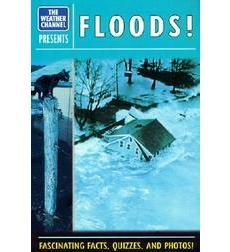 THE
WEATHER
CHANNEL
PRESENTS
FLOODS!
FASCINATING FACTS, QUIZZES, AND PHOTOS!